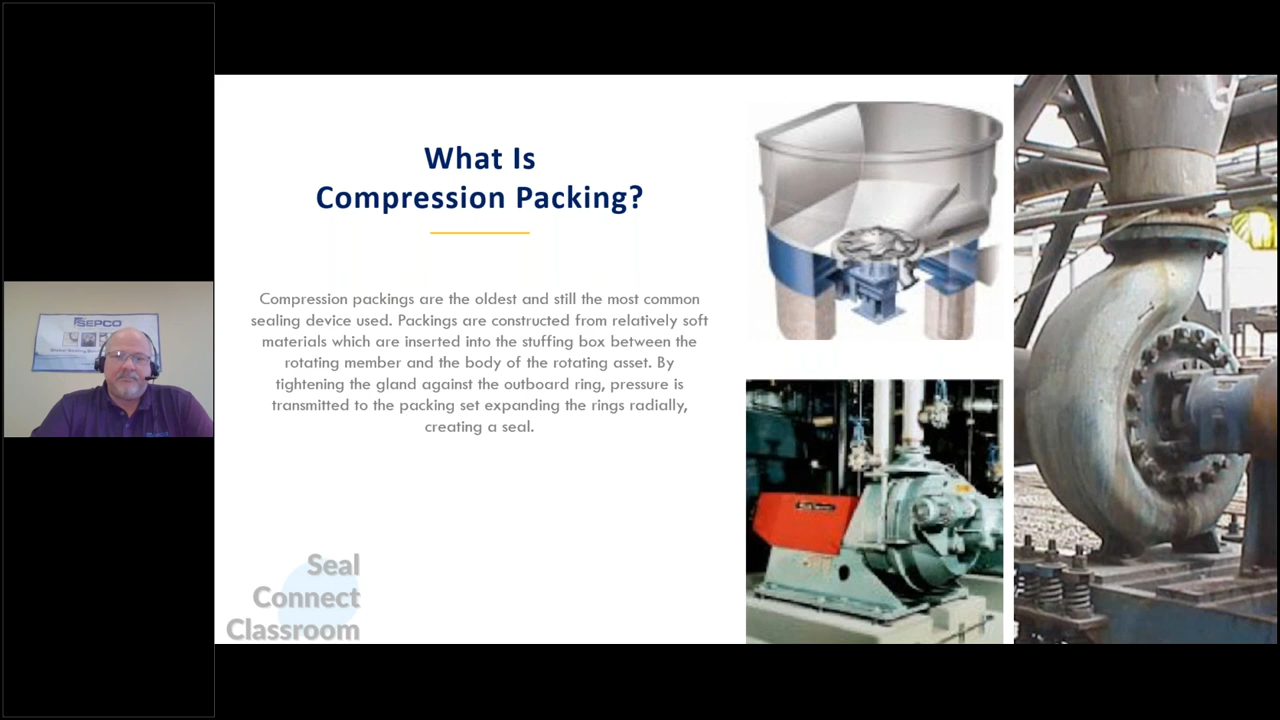 SEPCO
What Is
Compression Packing?
Compression packings are the oldest and still the most common
sealing device used. Packings are constructed from relatively soft
materials which are inserted into the stuffing box between the
rotating member and the body of the rotating asset. By
tightening the gland against the outboard ring, pressure is
transmitted to the packing set expanding the rings radially,
creating a seal.
Seal
Connect
Classroom